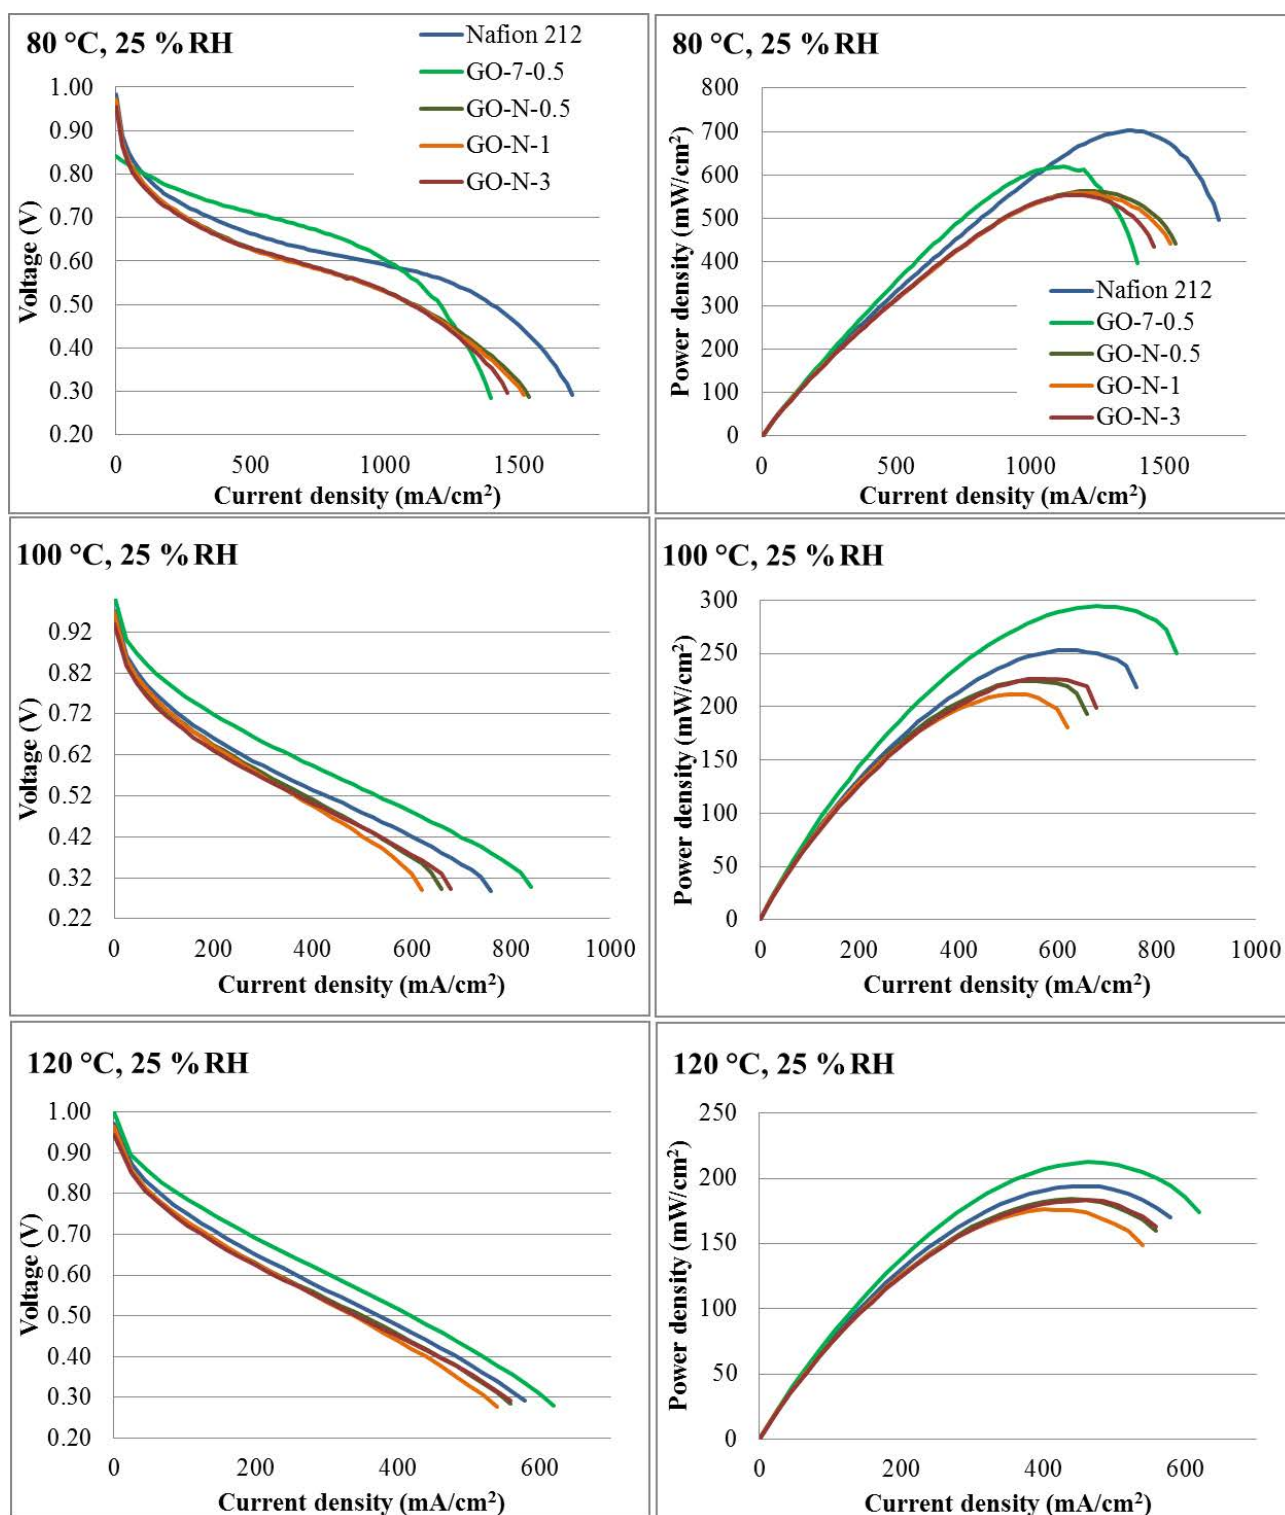 80 °C, 25 % RH
Nafion 212
GO-7-0.5
GO-N-0.5
GO-N-1
GO-N-3
1.00
0.90
0.80
0.70
0.60
0.50
0.40
0.30
0.20
Voltage (V)
0 500 1000 1500
Current density (mA/cm²)
80 °C, 25 % RH
800
700
600
500
400
300
200
100
0
Power density (mW/cm²)
Nafion 212
GO-7-0.5
GO-N-0.5
GO-N-1
GO-N-3
0 500 1000 1500
Current density (mA/cm²)
100 °C, 25 % RH
0.92
0.82
0.72
0.62
0.52
0.42
0.32
0.22
Voltage (V)
0 200 400 600 800 1000
Current density (mA/cm²)
100 °C, 25 % RH
300
250
200
150
100
50
0
Power density (mW/cm²)
0 200 400 600 800 1000
Current density (mA/cm²)
120 °C, 25 % RH
1.00
0.90
0.80
0.70
0.60
0.50
0.40
0.30
0.20
Voltage (V)
0 200 400 600
Current density (mA/cm²)
120 °C, 25 % RH
250
200
150
100
50
0
Power density (mW/cm²)
0 200 400 600
Current density (mA/cm²)